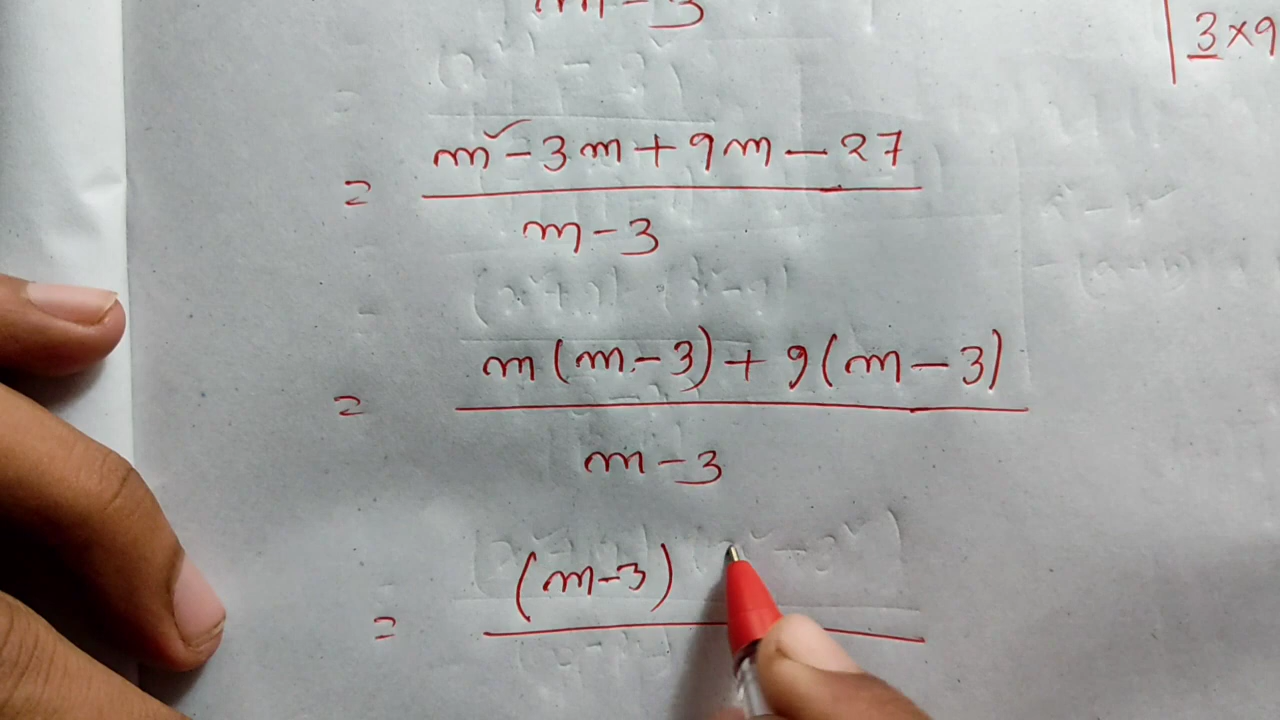 m-3
3×9
m²-3m+9m-27
= ———
m-3
m(m-3)+9(m-3)
= ———
m-3
(m-3)
= ———